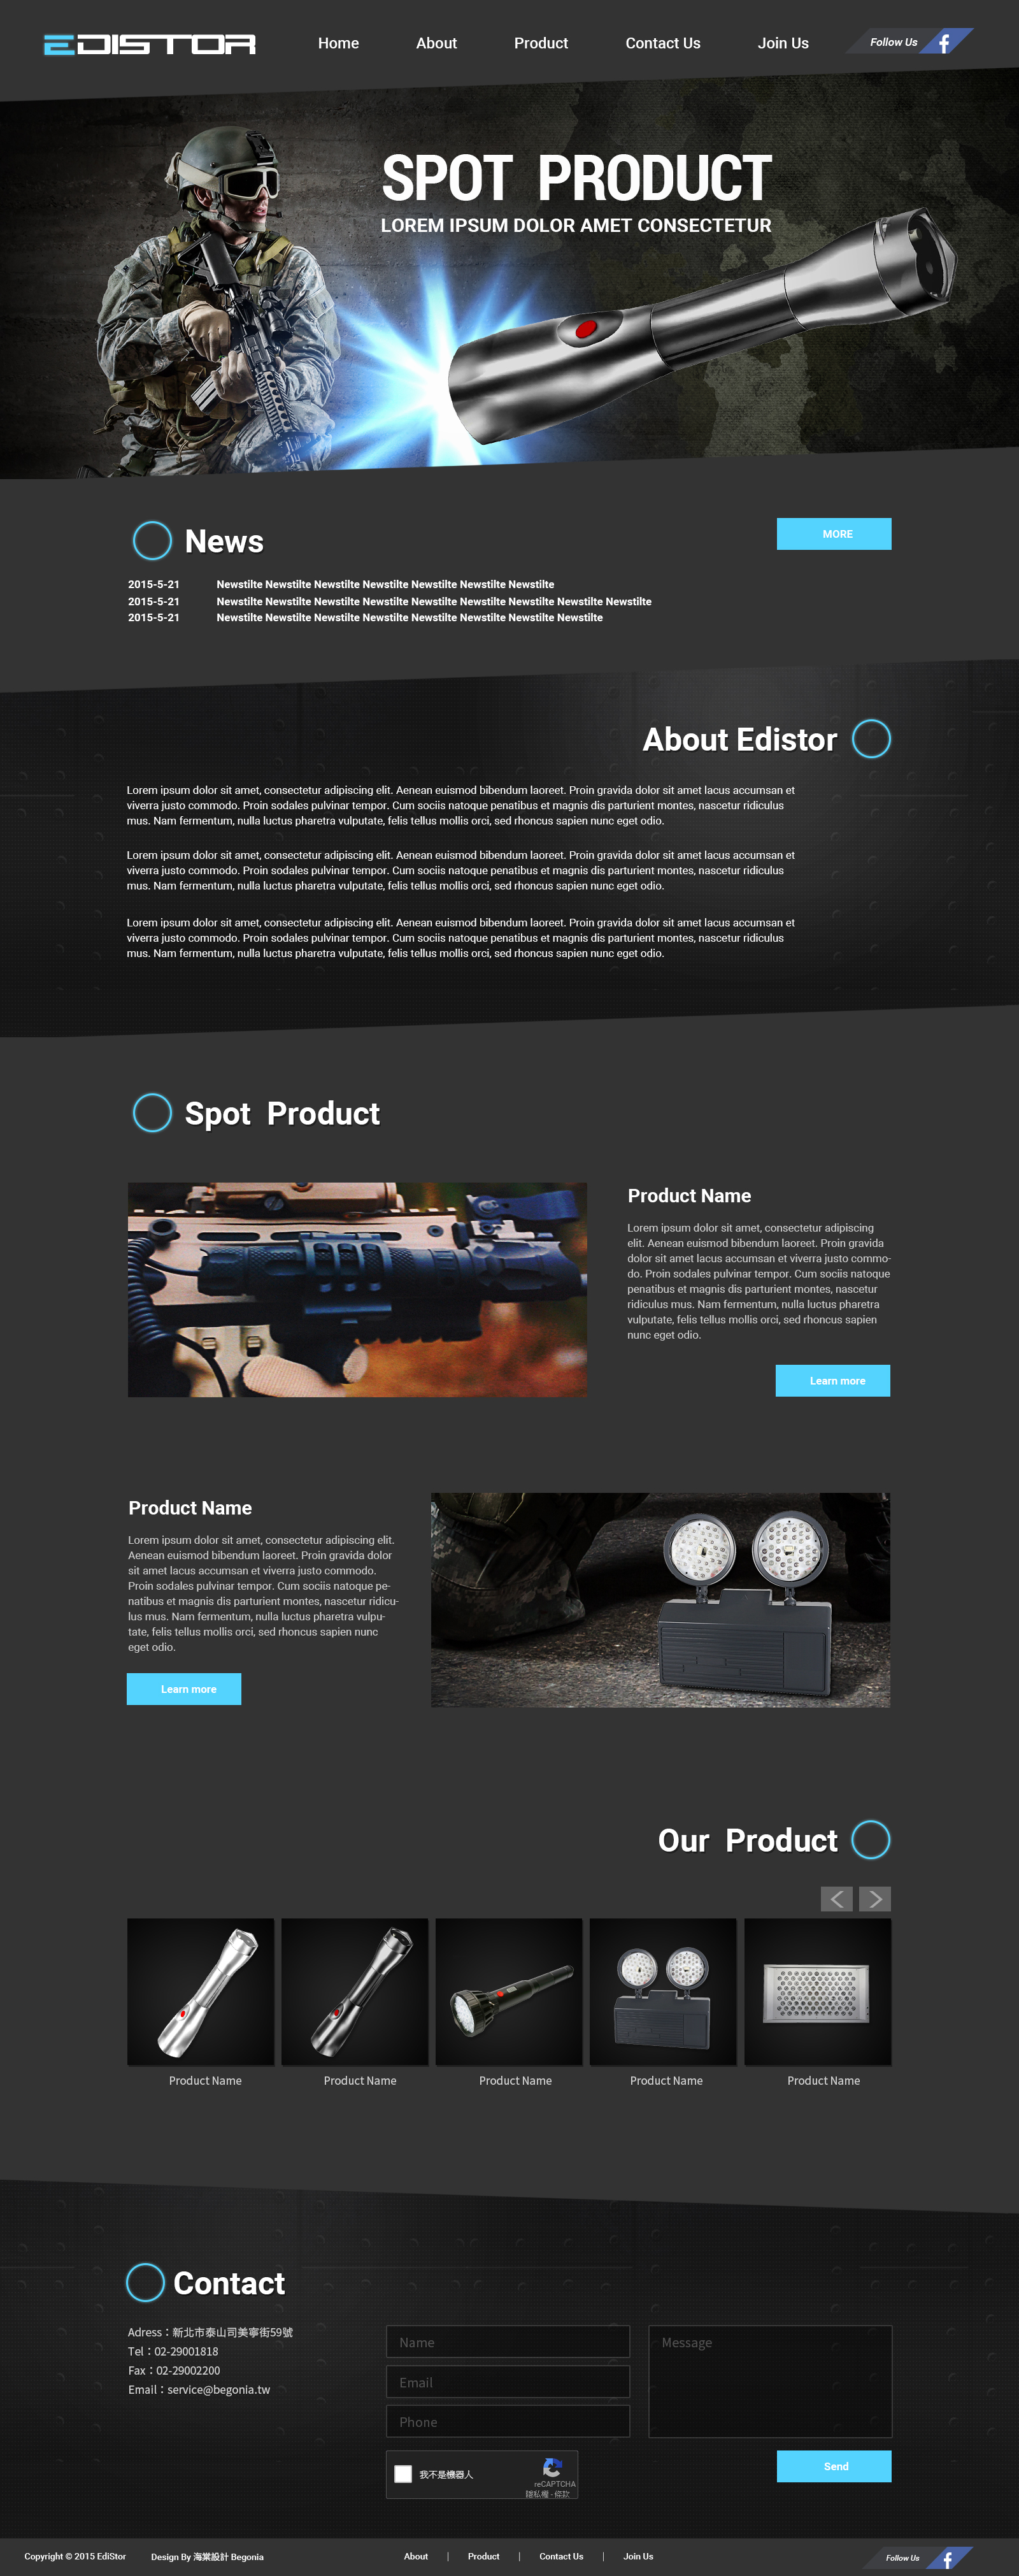 EDISTOR
Home About Product Contact Us Join Us Follow Us
SPOT PRODUCT
LOREM IPSUM DOLOR AMET CONSECTETUR
News
MORE
2015-5-21 Newstilte Newstilte Newstilte Newstilte Newstilte Newstilte Newstilte
2015-5-21 Newstilte Newstilte Newstilte Newstilte Newstilte Newstilte Newstilte Newstilte Newstilte
2015-5-21 Newstilte Newstilte Newstilte Newstilte Newstilte Newstilte Newstilte Newstilte
About Edistor
Lorem ipsum dolor sit amet, consectetur adipiscing elit. Aenean euismod bibendum laoreet. Proin gravida dolor sit amet lacus accumsan et
viverra justo commodo. Proin sodales pulvinar tempor. Cum sociis natoque penatibus et magnis dis parturient montes, nascetur ridiculus
mus. Nam fermentum, nulla luctus pharetra vulputate, felis tellus mollis orci, sed rhoncus sapien nunc eget odio.
Lorem ipsum dolor sit amet, consectetur adipiscing elit. Aenean euismod bibendum laoreet. Proin gravida dolor sit amet lacus accumsan et
viverra justo commodo. Proin sodales pulvinar tempor. Cum sociis natoque penatibus et magnis dis parturient montes, nascetur ridiculus
mus. Nam fermentum, nulla luctus pharetra vulputate, felis tellus mollis orci, sed rhoncus sapien nunc eget odio.
Lorem ipsum dolor sit amet, consectetur adipiscing elit. Aenean euismod bibendum laoreet. Proin gravida dolor sit amet lacus accumsan et
viverra justo commodo. Proin sodales pulvinar tempor. Cum sociis natoque penatibus et magnis dis parturient montes, nascetur ridiculus
mus. Nam fermentum, nulla luctus pharetra vulputate, felis tellus mollis orci, sed rhoncus sapien nunc eget odio.
Spot Product
Product Name
Lorem ipsum dolor sit amet, consectetur adipiscing
elit. Aenean euismod bibendum laoreet. Proin gravida
dolor sit amet lacus accumsan et viverra justo commo-
do. Proin sodales pulvinar tempor. Cum sociis natoque
penatibus et magnis dis parturient montes, nascetur
ridiculus mus. Nam fermentum, nulla luctus pharetra
vulputate, felis tellus mollis orci, sed rhoncus sapien
nunc eget odio.
Learn more
Product Name
Lorem ipsum dolor sit amet, consectetur adipiscing elit.
Aenean euismod bibendum laoreet. Proin gravida dolor
sit amet lacus accumsan et viverra justo commodo.
Proin sodales pulvinar tempor. Cum sociis natoque pe-
natibus et magnis dis parturient montes, nascetur ridicu-
lus mus. Nam fermentum, nulla luctus pharetra vulpu-
tate, felis tellus mollis orci, sed rhoncus sapien nunc
eget odio.
Learn more
Our Product
Product Name Product Name Product Name Product Name Product Name
Contact
Adress：新北市泰山司美寧街59號
Tel：02-29001818
Fax：02-29002200
Email：service@begonia.tw
Name
Email
Phone
Message
我不是機器人
reCAPTCHA
隱私權 - 條款
Send
Copyright © 2015 EdiStor Design By 海棠設計 Begonia About | Product | Contact Us | Join Us Follow Us